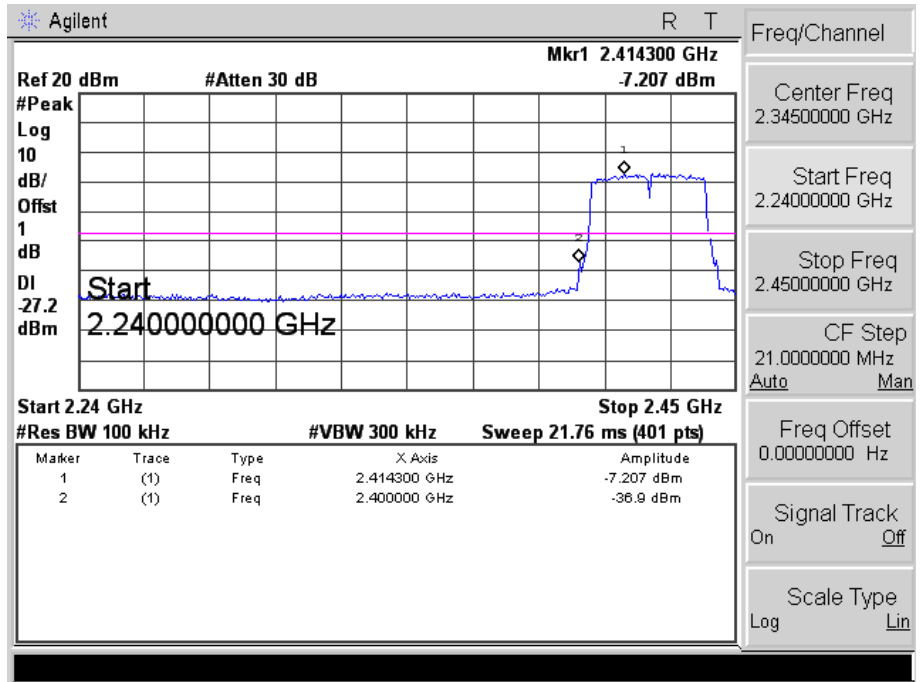 Agilent R T
Mkr1 2.414300 GHz
Ref 20 dBm #Atten 30 dB -7.207 dBm
#Peak
Log
10
dB/
Offst
1
dB
DI
-27.2
dBm
1
2
Start
2.240000000 GHz
Start 2.24 GHz Stop 2.45 GHz
#Res BW 100 kHz #VBW 300 kHz Sweep 21.76 ms (401 pts)
Marker Trace Type X Axis Amplitude
1 (1) Freq 2.414300 GHz -7.207 dBm
2 (1) Freq 2.400000 GHz -36.9 dBm
Freq/Channel
Center Freq
2.34500000 GHz
Start Freq
2.24000000 GHz
Stop Freq
2.45000000 GHz
CF Step
21.0000000 MHz
Auto Man
Freq Offset
0.00000000 Hz
Signal Track
On Off
Scale Type
Log Lin